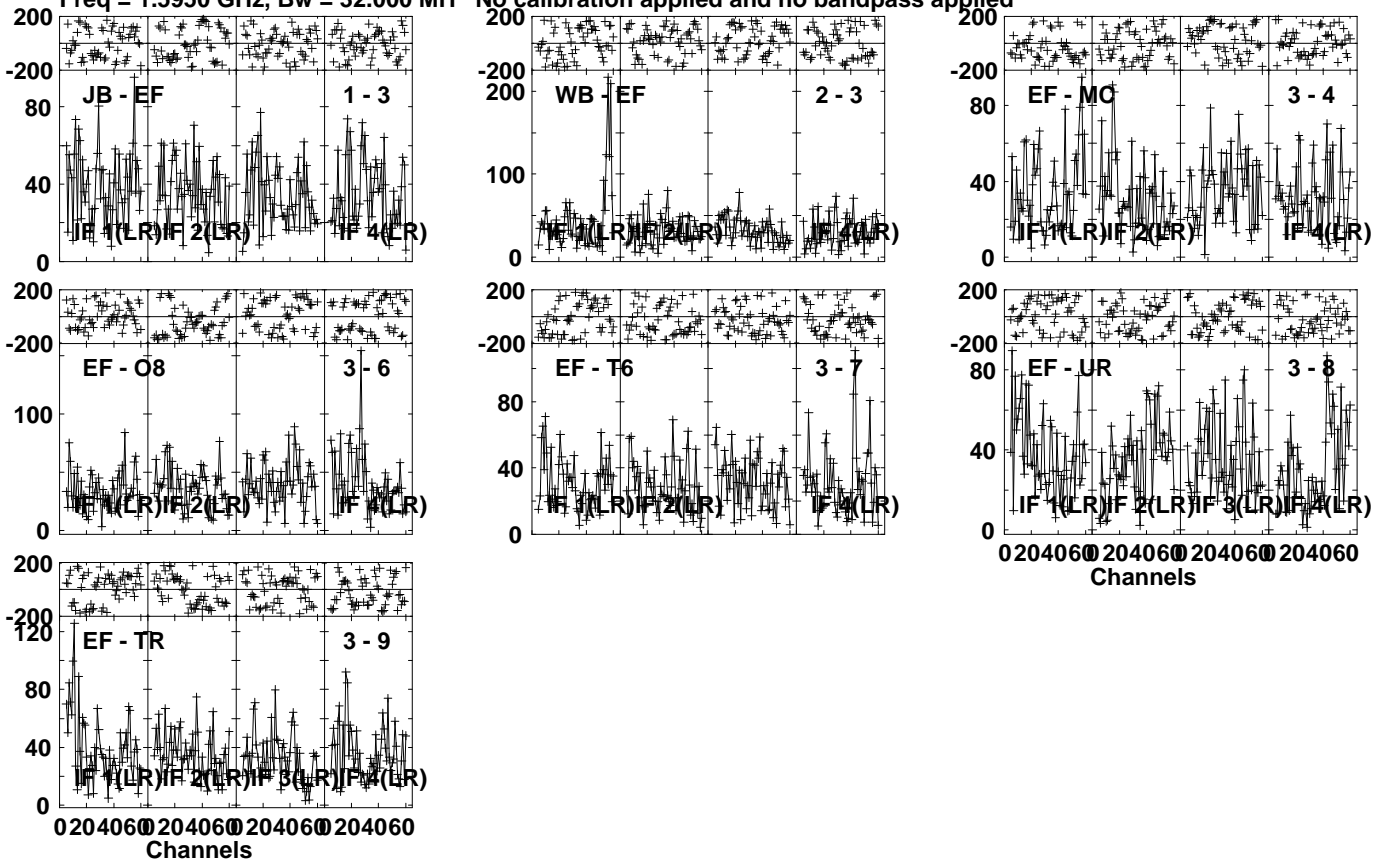 Freq = 1.5950 GHz, Bw = 32.000 MH No calibration applied and no bandpass applied
200
-200
JB - EF 1 - 3
80
40
0
IF 1(LR) IF 2(LR) IF 4(LR)
200
-200
WB - EF 2 - 3
200
100
0
IF 1(LR) IF 2(LR) IF 4(LR)
200
-200
EF - MC 3 - 4
80
40
0
IF 1(LR) IF 2(LR) IF 4(LR)
200
-200
EF - O8 3 - 6
100
0
IF 1(LR) IF 2(LR) IF 4(LR)
200
-200
EF - T6 3 - 7
80
40
0
IF 1(LR) IF 2(LR) IF 4(LR)
200
-200
EF - UR 3 - 8
80
40
0
IF 1(LR) IF 2(LR) IF 3(LR) IF 4(LR)
0 20 40 60 0 20 40 60 0 20 40 60 0 20 40 60
Channels
200
-200
EF - TR 3 - 9
120
80
40
0
IF 1(LR) IF 2(LR) IF 3(LR) IF 4(LR)
0 20 40 60 0 20 40 60 0 20 40 60 0 20 40 60
Channels